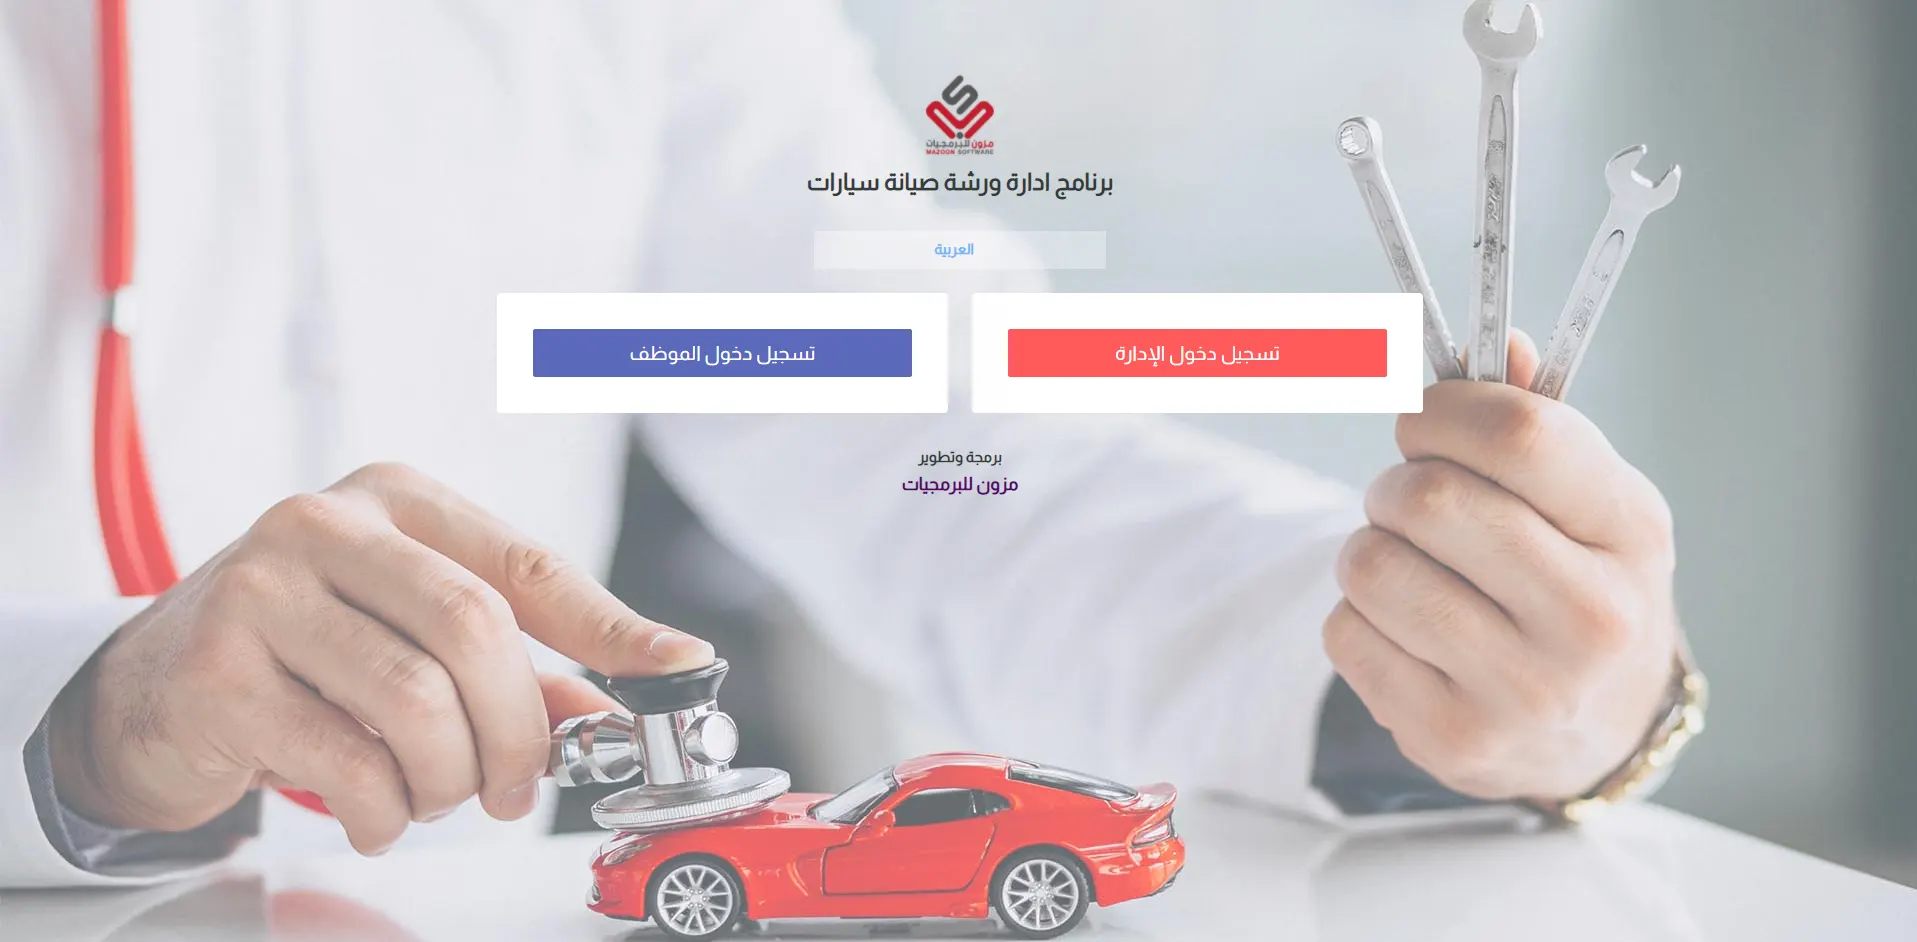 مزون للبرمجيات
MAZOON SOFTWARE
برنامج ادارة ورشة صيانة سيارات
العربية
تسجيل دخول الإدارة
تسجيل دخول الموظف
برمجة وتطوير
مزون للبرمجيات